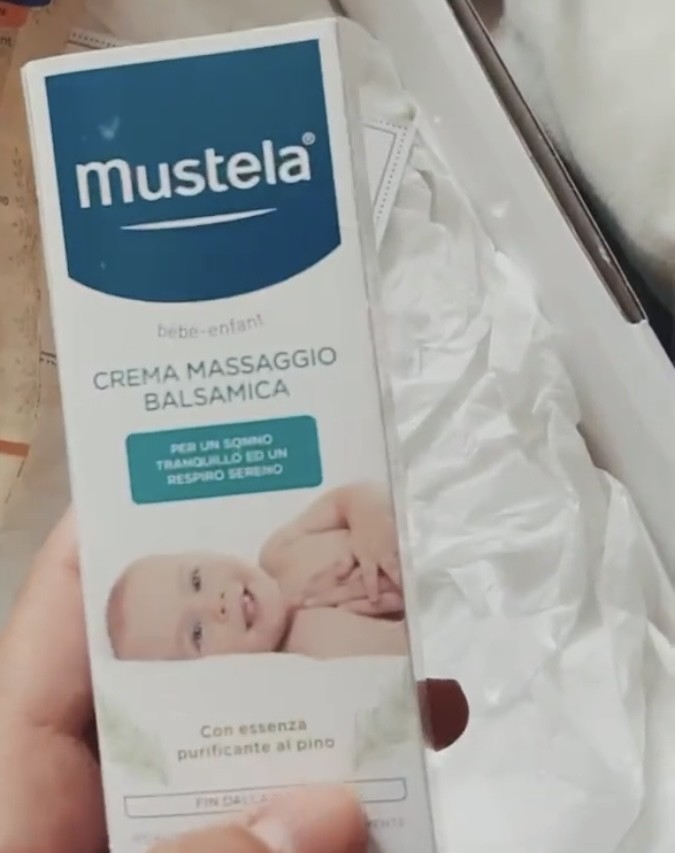 mustela®
bébé-enfant
CREMA MASSAGGIO
BALSAMICA
PER UN SONNO
TRANQUILLO ED UN
RESPIRO SERENO
Con essenza
purificante al pino
FIN DALLA